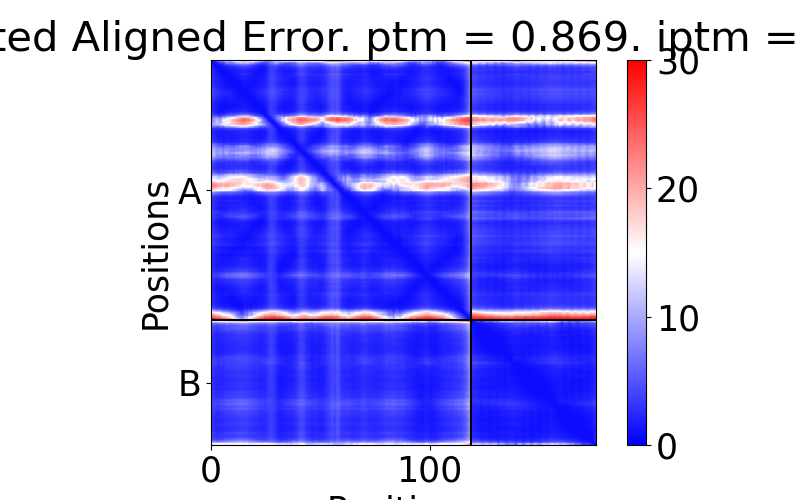 ted Aligned Error. ptm = 0.869. iptm =
30
20
10
0
Positions
A
B
0 100